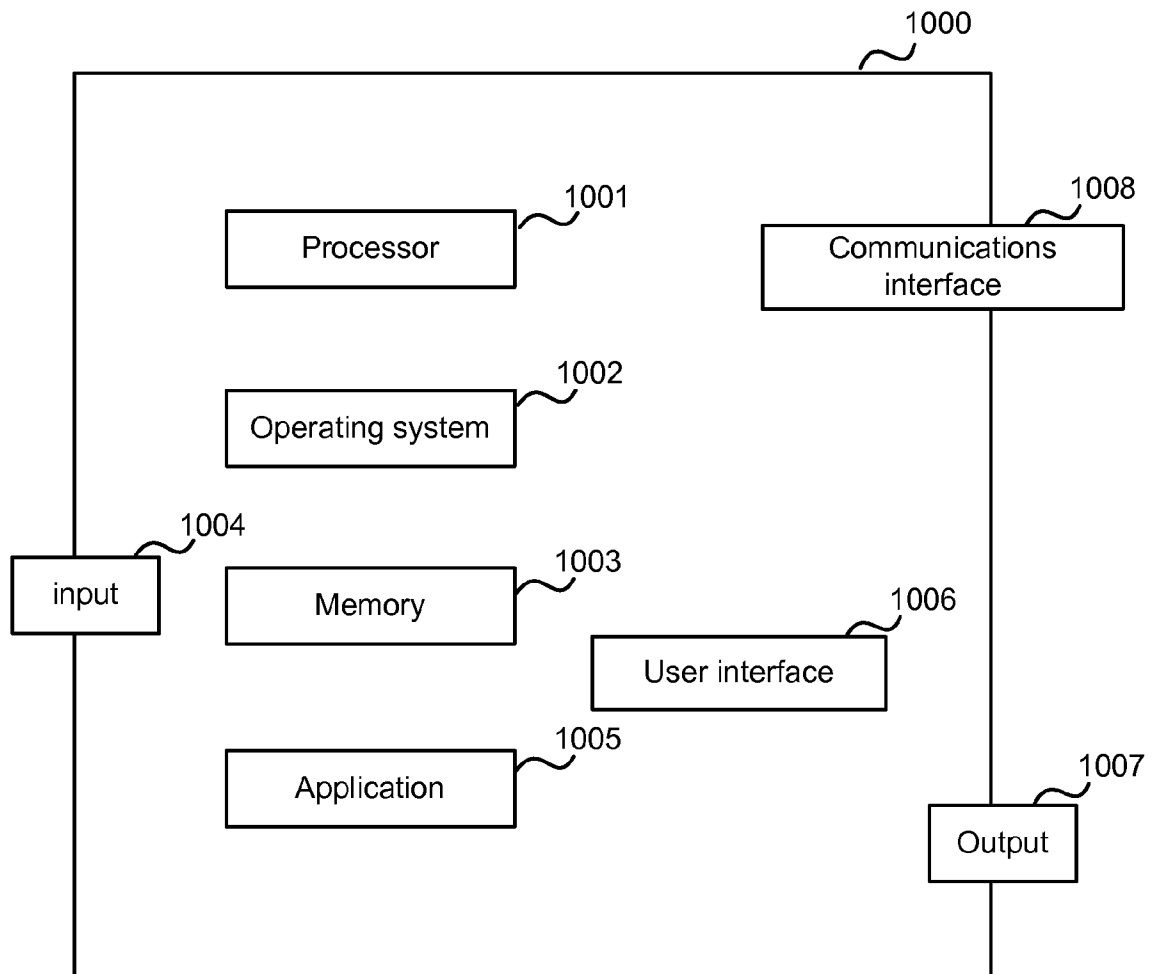 1000
1001
Processor
1008
Communications
interface
1002
Operating system
1004
input
1003
Memory
1006
User interface
1005
Application
1007
Output